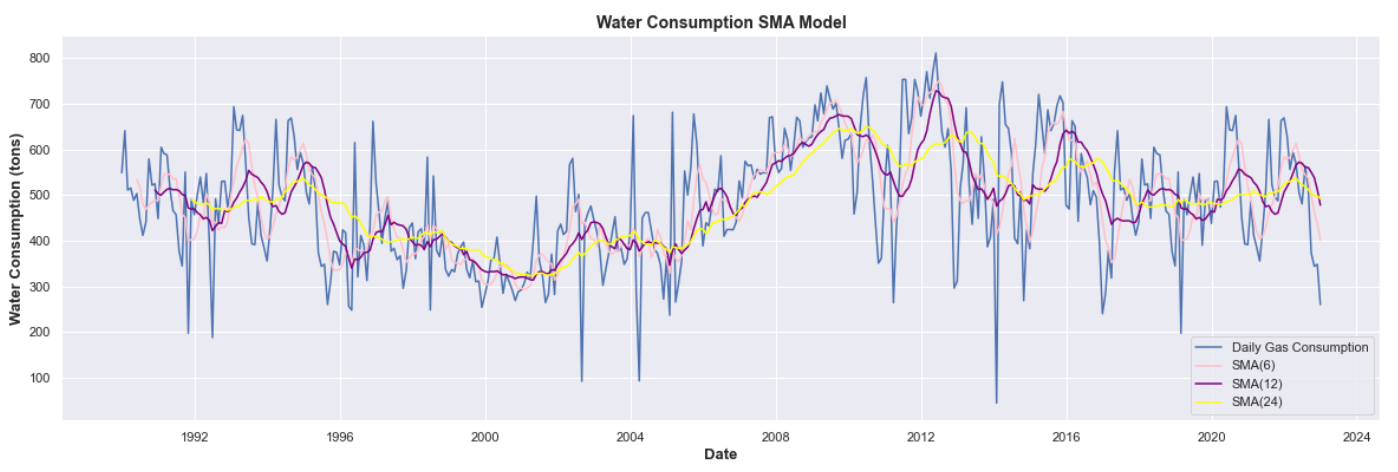 Water Consumption SMA Model
Water Consumption (tons)
800
700
600
500
400
300
200
100
Daily Gas Consumption
SMA(6)
SMA(12)
SMA(24)
1992 1996 2000 2004 2008 2012 2016 2020 2024
Date